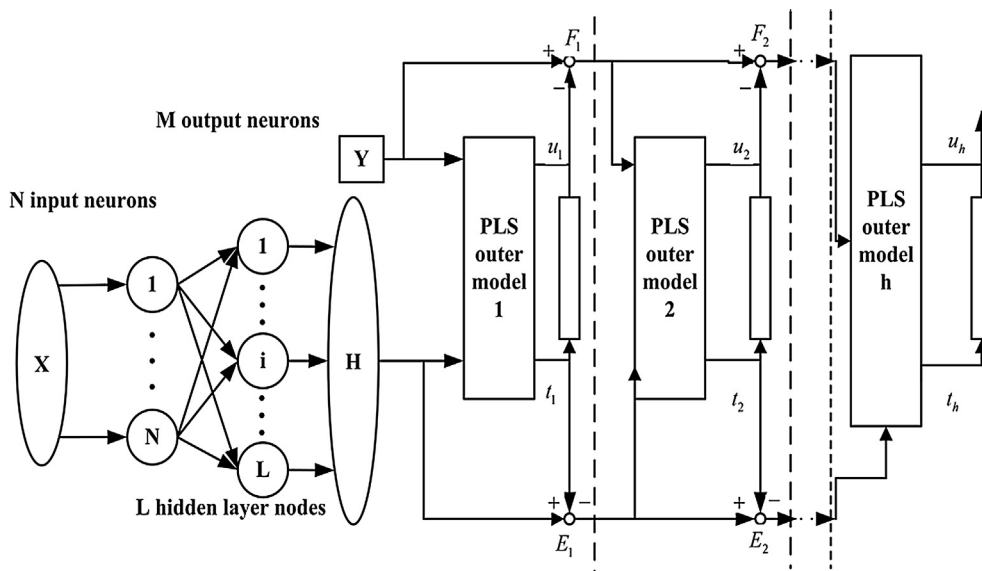 M output neurons
N input neurons
L hidden layer nodes
X
1
N
1
i
L
H
Y
PLS
outer
model
1
u₁
t₁
+
F₁
−
+
−
E₁
PLS
outer
model
2
u₂
t₂
+
F₂
−
+
−
E₂
PLS
outer
model
h
uₕ
tₕ